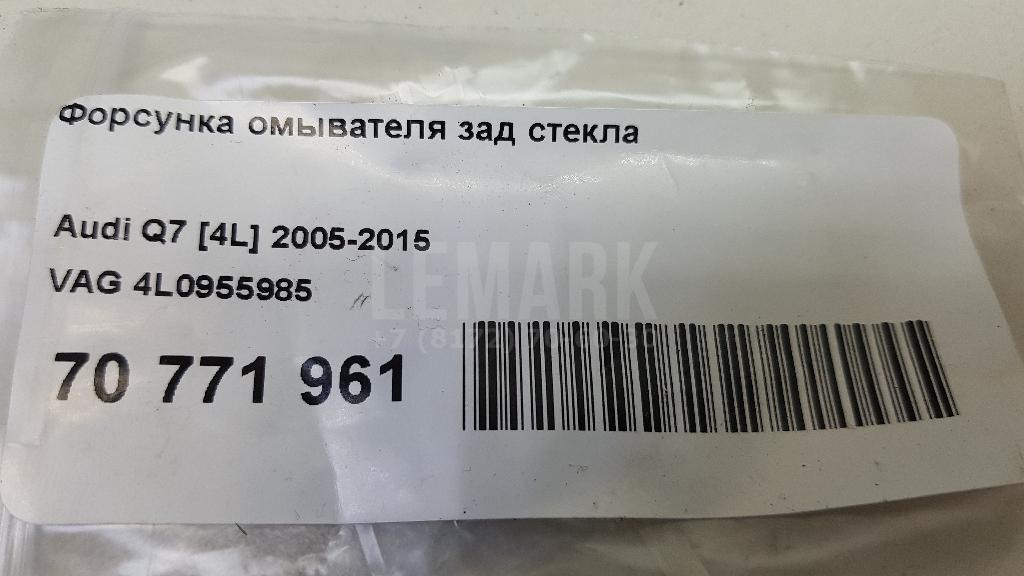 Форсунка омывателя зад стекла
Audi Q7 [4L] 2005-2015
VAG 4L0955985
LEMARK
70 771 961